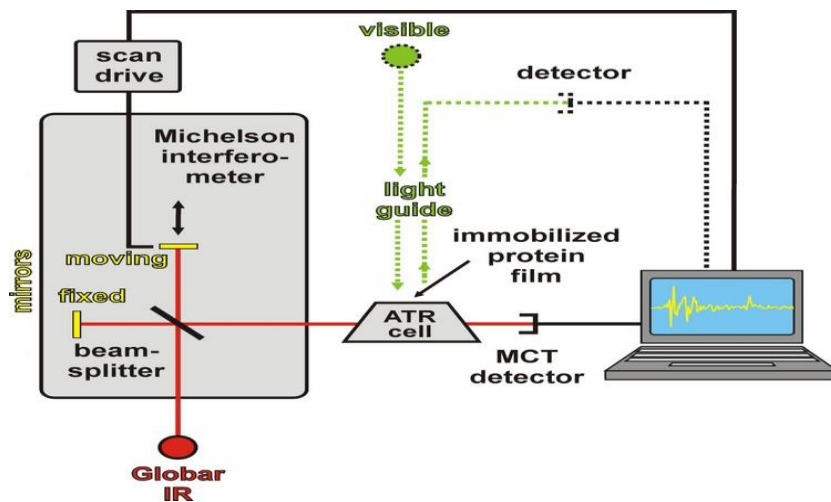 visible
scan
drive
detector
Michelson
interfero-
meter
light
guide
immobilized
protein
film
mirrors
moving
fixed
beam-
splitter
ATR
cell
MCT
detector
Globar
IR